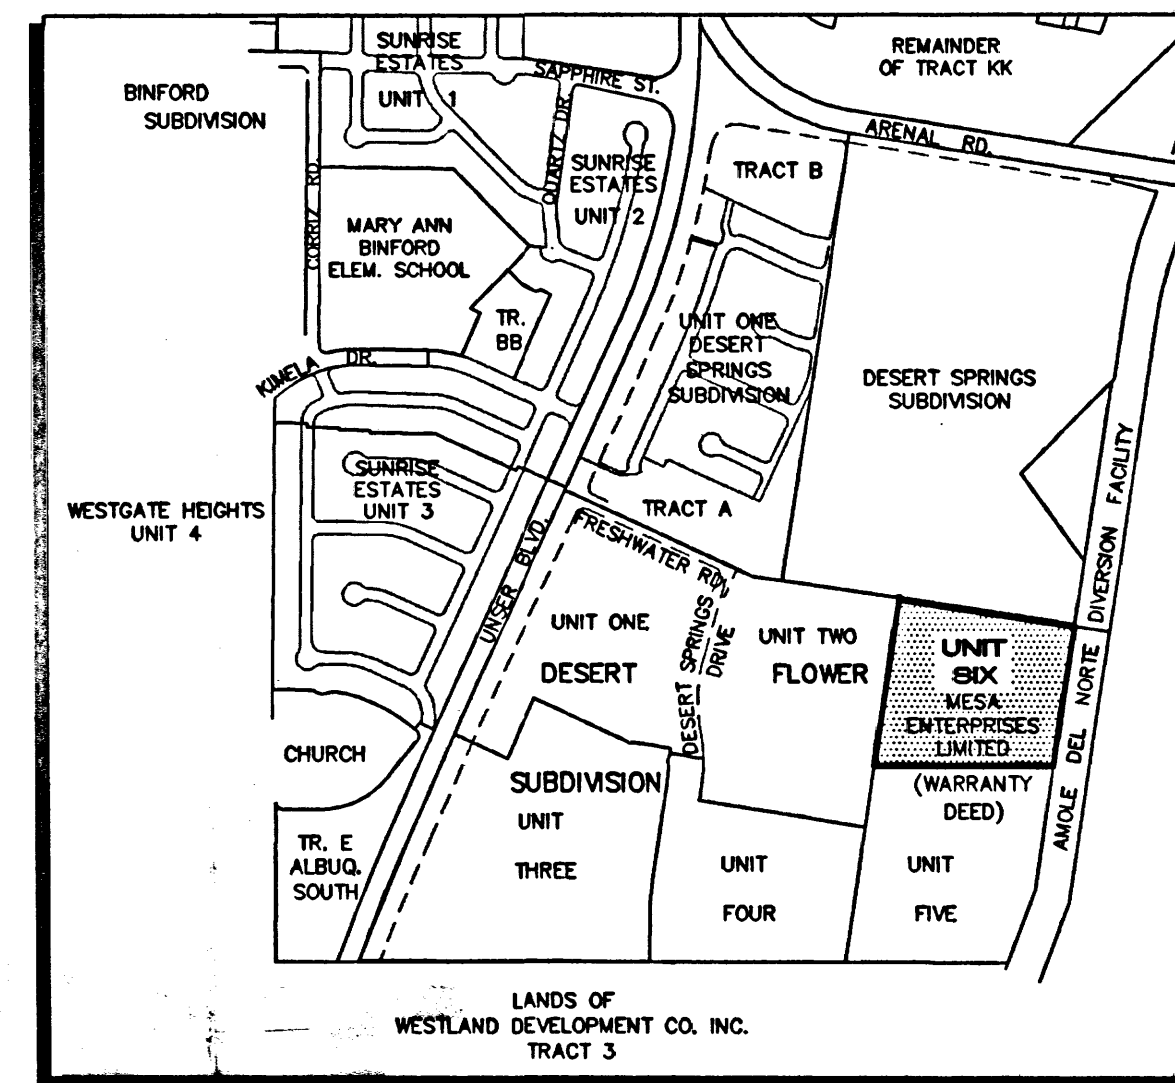 SUNRISE
ESTATES
UNIT 1
SAPPHIRE ST.
REMAINDER
OF TRACT KK
BINFORD
SUBDIVISION
QUARTZ DR.
ARENAL RD.
SUNRISE
ESTATES
UNIT 2
TRACT B
CORRIZ RD.
MARY ANN
BINFORD
ELEM. SCHOOL
TR.
BB
UNIT ONE
DESERT
SPRINGS
SUBDIVISION
KIMELA DR.
DESERT SPRINGS
SUBDIVISION
SUNRISE
ESTATES
UNIT 3
WESTGATE HEIGHTS
UNIT 4
TRACT A
UNSER BLVD.
FRESHWATER RD.
DESERT SPRINGS
DRIVE
UNIT ONE
DESERT
UNIT TWO
FLOWER
UNIT
SIX
MESA
ENTERPRISES
LIMITED
(WARRANTY
DEED)
AMOLE DEL NORTE DIVERSION FACILITY
CHURCH
SUBDIVISION
UNIT
THREE
TR. E
ALBUQ.
SOUTH
UNIT
FOUR
UNIT
FIVE
LANDS OF
WESTLAND DEVELOPMENT CO. INC.
TRACT 3